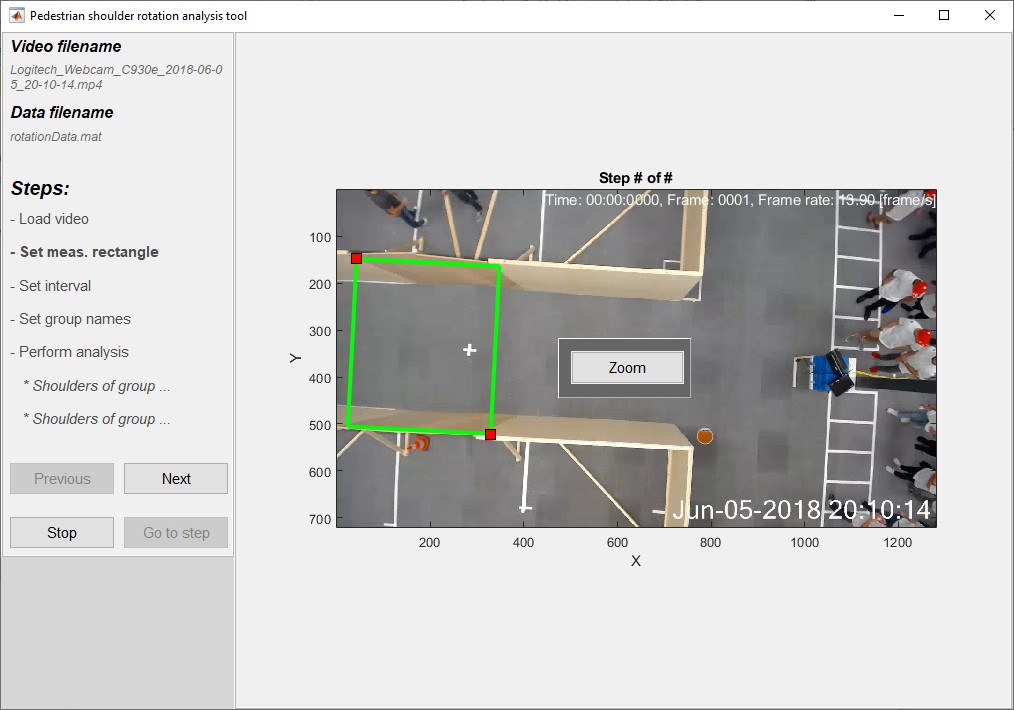 Pedestrian shoulder rotation analysis tool
Video filename
Logitech_Webcam_C930e_2018-06-0
5_20-10-14.mp4
Data filename
rotationData.mat
Steps:
- Load video
- Set meas. rectangle
- Set interval
- Set group names
- Perform analysis
* Shoulders of group ...
* Shoulders of group ...
Previous
Next
Stop
Go to step
Step # of #
Time: 00:00:0000, Frame: 0001, Frame rate: 13.90 [frame/s]
100
200
300
400
500
600
700
Y
Zoom
Jun-05-2018 20:10:14
200
400
600
800
1000
1200
X